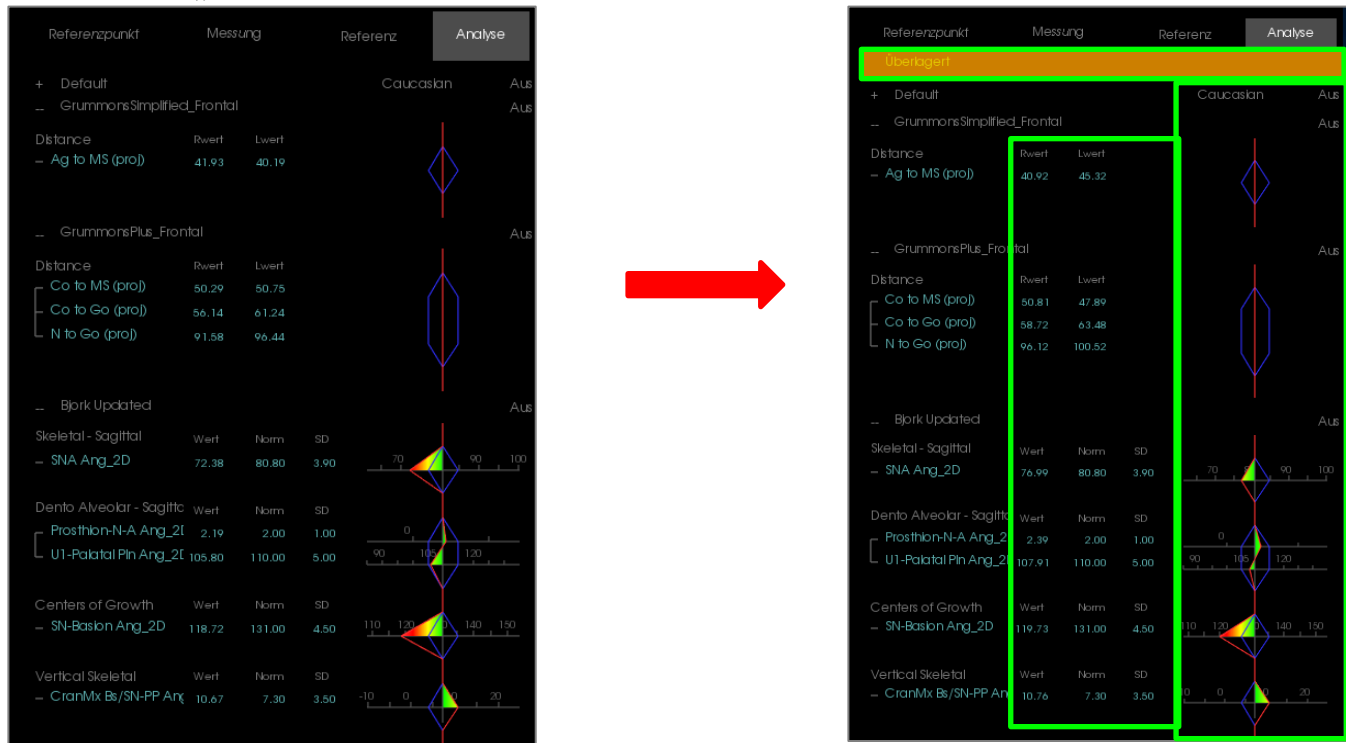 Referenzpunkt Messung Referenz Analyse
+ Default Caucasian Aus
-- GrummonsSimplified_Frontal Aus
Distance Rwert Lwert
– Ag to MS (proj) 41.93 40.19
-- GrummonsPlus_Frontal Aus
Distance Rwert Lwert
Co to MS (proj) 50.29 50.75
Co to Go (proj) 56.14 61.24
N to Go (proj) 91.58 96.44
-- Bjork Updated Aus
Skeletal - Sagittal Wert Norm SD
– SNA Ang_2D 72.38 80.80 3.90 70 90 100
Dento Alveolar - Sagitta Wert Norm SD
Prosthion-N-A Ang_2D 2.19 2.00 1.00 0
U1-Palatal Pln Ang_2D 105.80 110.00 5.00 90 105 120
Centers of Growth Wert Norm SD
– SN-Basion Ang_2D 118.72 131.00 4.50 110 120 140 150
Vertical Skeletal Wert Norm SD
– CranMx Bs/SN-PP Ang 10.67 7.30 3.50 -10 0 20
Referenzpunkt Messung Referenz Analyse
Überlagert
+ Default Caucasian Aus
-- GrummonsSimplified_Frontal Aus
Distance Rwert Lwert
– Ag to MS (proj) 40.92 45.32
-- GrummonsPlus_Frontal Aus
Distance Rwert Lwert
Co to MS (proj) 50.81 47.89
Co to Go (proj) 58.72 63.48
N to Go (proj) 96.12 100.52
-- Bjork Updated Aus
Skeletal - Sagittal Wert Norm SD
– SNA Ang_2D 76.99 80.80 3.90 70 90 100
Dento Alveolar - Sagitta Wert Norm SD
Prosthion-N-A Ang_2 2.39 2.00 1.00 0
U1-Palatal Pln Ang_2 107.91 110.00 5.00 90 105 120
Centers of Growth Wert Norm SD
– SN-Basion Ang_2D 119.73 131.00 4.50 10 120 140 150
Vertical Skeletal Wert Norm SD
– CranMx Bs/SN-PP An 10.76 7.30 3.50 0 0 20